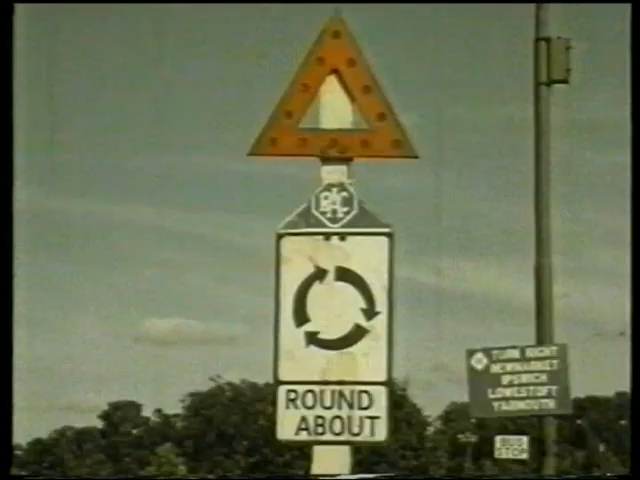 RAC
ROUND
ABOUT
TURN RIGHT
NEWMARKET
IPSWICH
LOWESTOFT
YARMOUTH
BUS
STOP